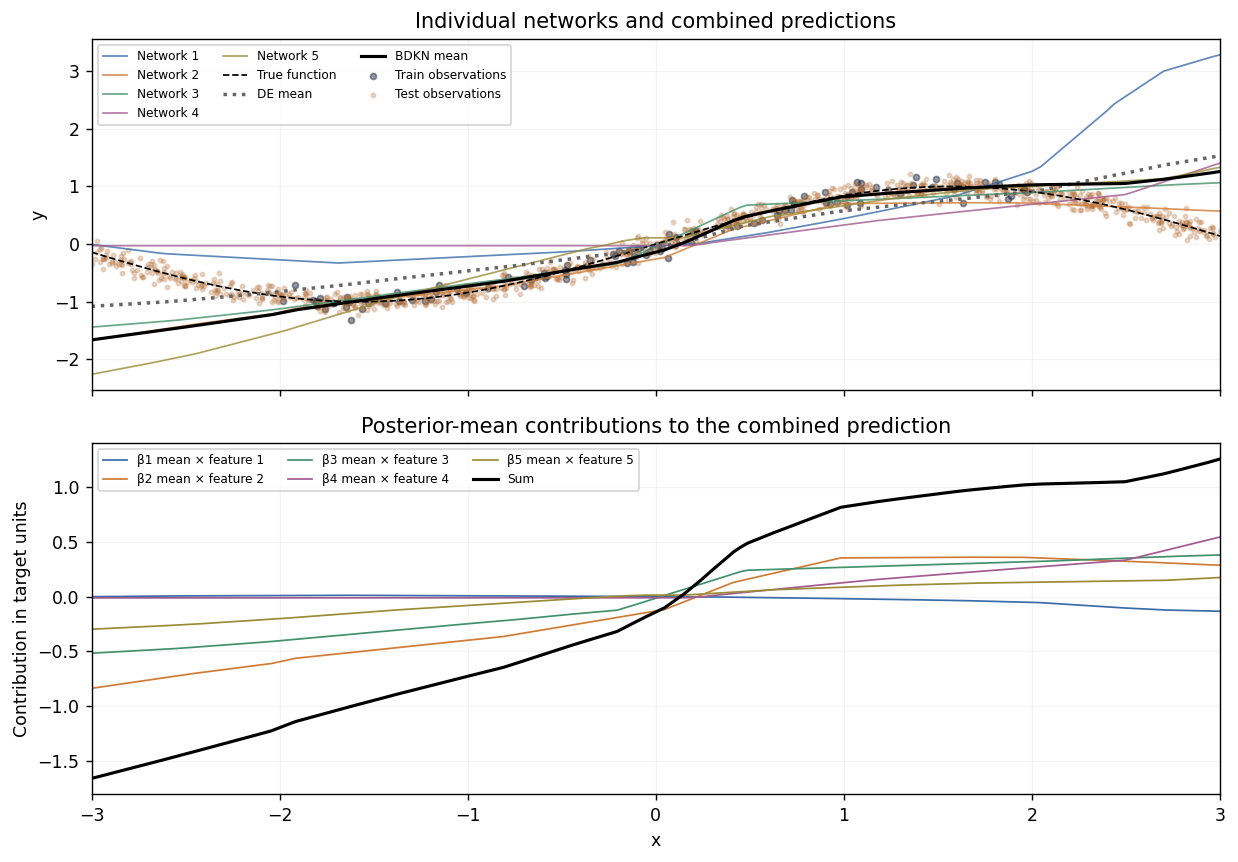 Individual networks and combined predictions
3
2
1
0
−1
−2
y
Network 1
Network 2
Network 3
Network 4
Network 5
True function
DE mean
BDKN mean
Train observations
Test observations
Posterior-mean contributions to the combined prediction
1.0
0.5
0.0
−0.5
−1.0
−1.5
Contribution in target units
β1 mean × feature 1
β2 mean × feature 2
β3 mean × feature 3
β4 mean × feature 4
β5 mean × feature 5
Sum
−3 −2 −1 0 1 2 3
x